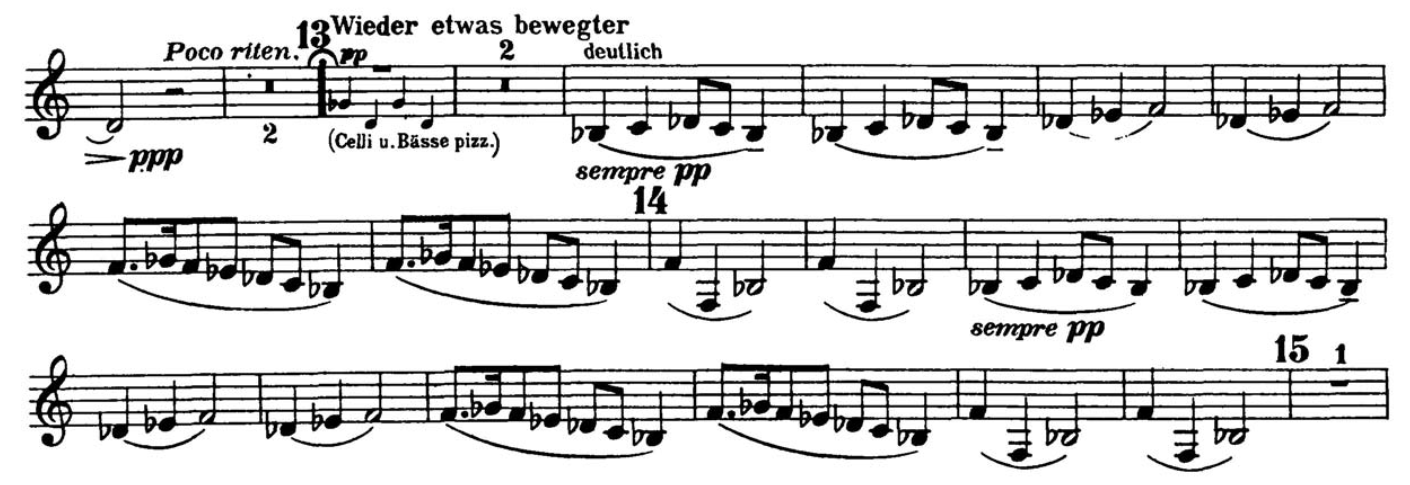 13 Wieder etwas bewegter
Poco riten. pp 2 deutlich
2 (Celli u. Bässe pizz.)
ppp sempre pp
14
sempre pp
15 1